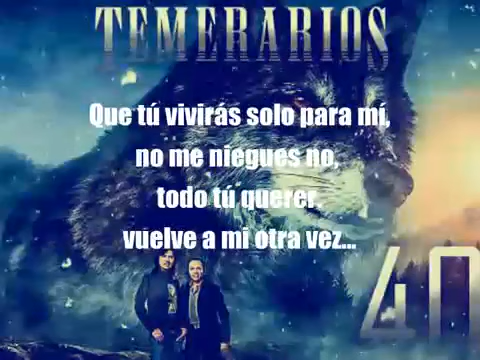 TEMERARIOS
Que tú vivirás solo para mí,
no me niegues no,
todo tú querer.
vuelve a mi otra vez...
40